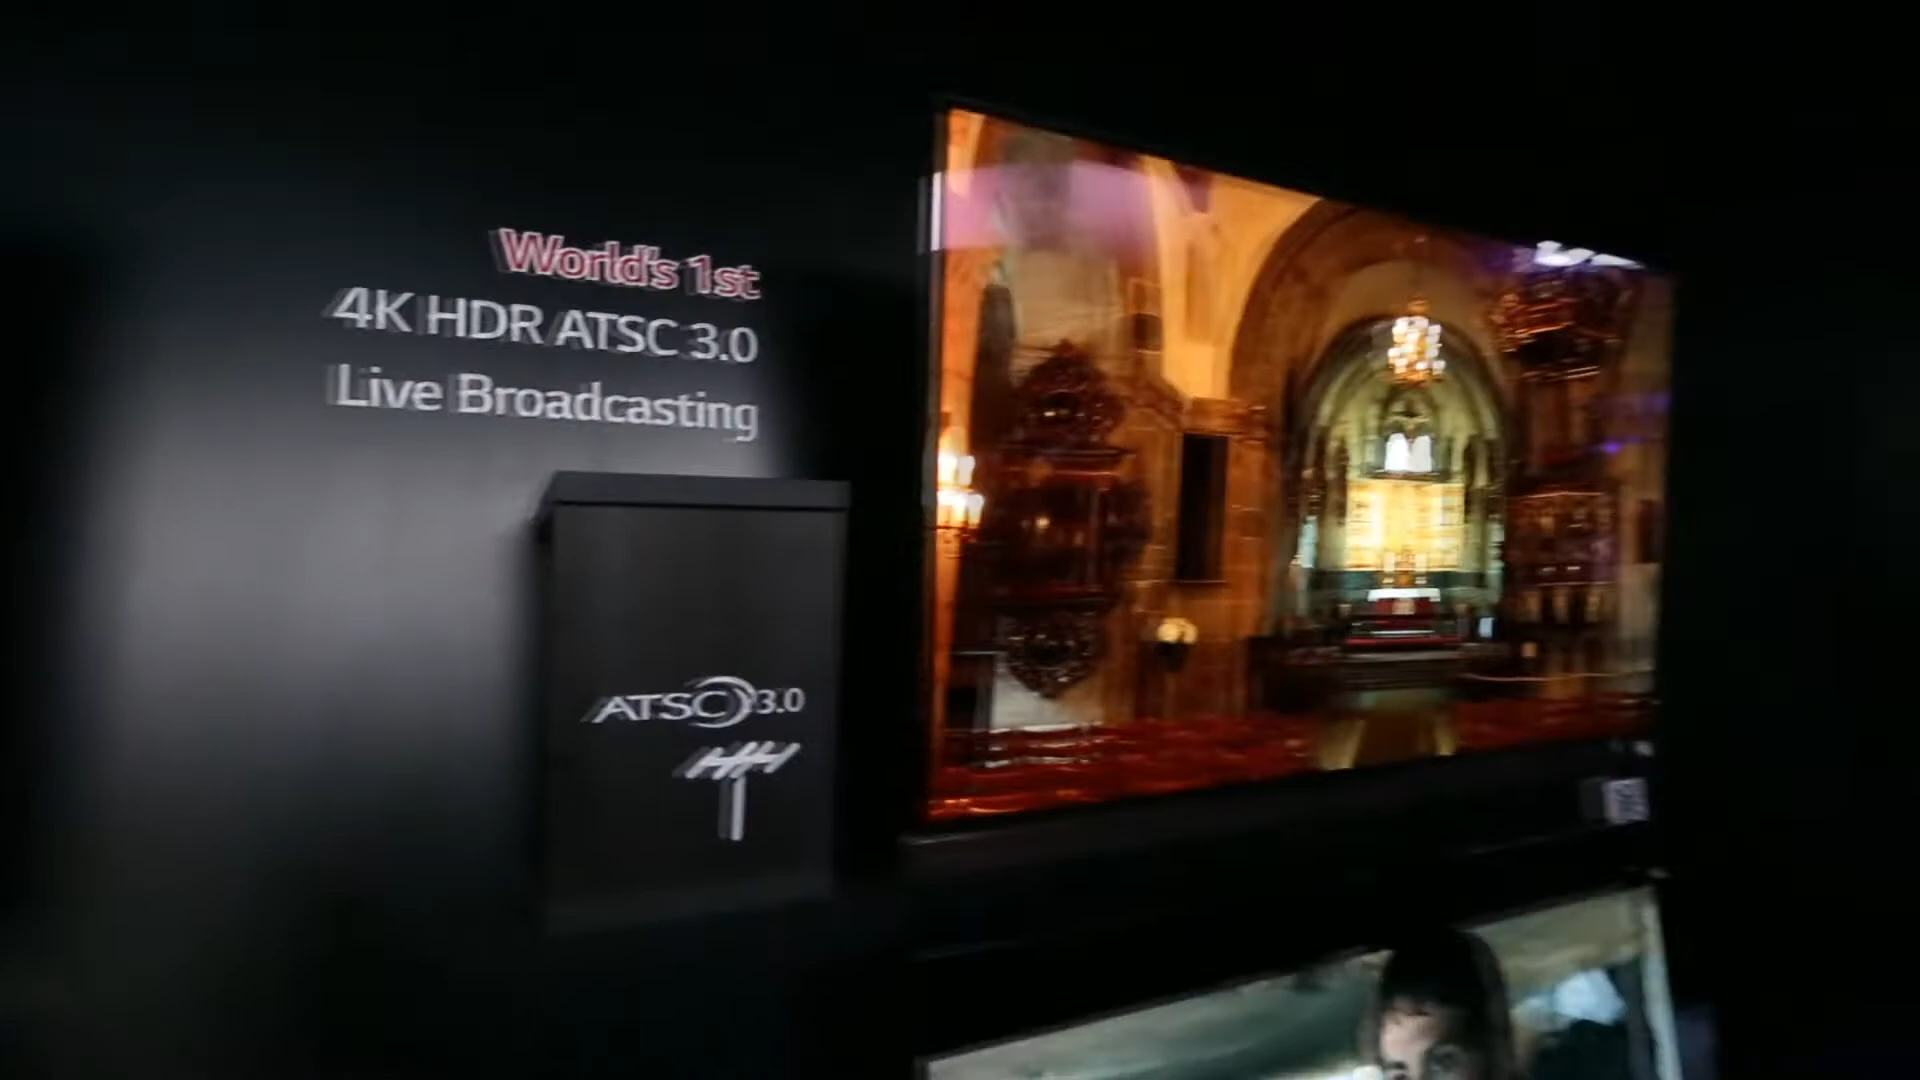 World's 1st
4K HDR ATSC 3.0
Live Broadcasting
ATSC 3.0